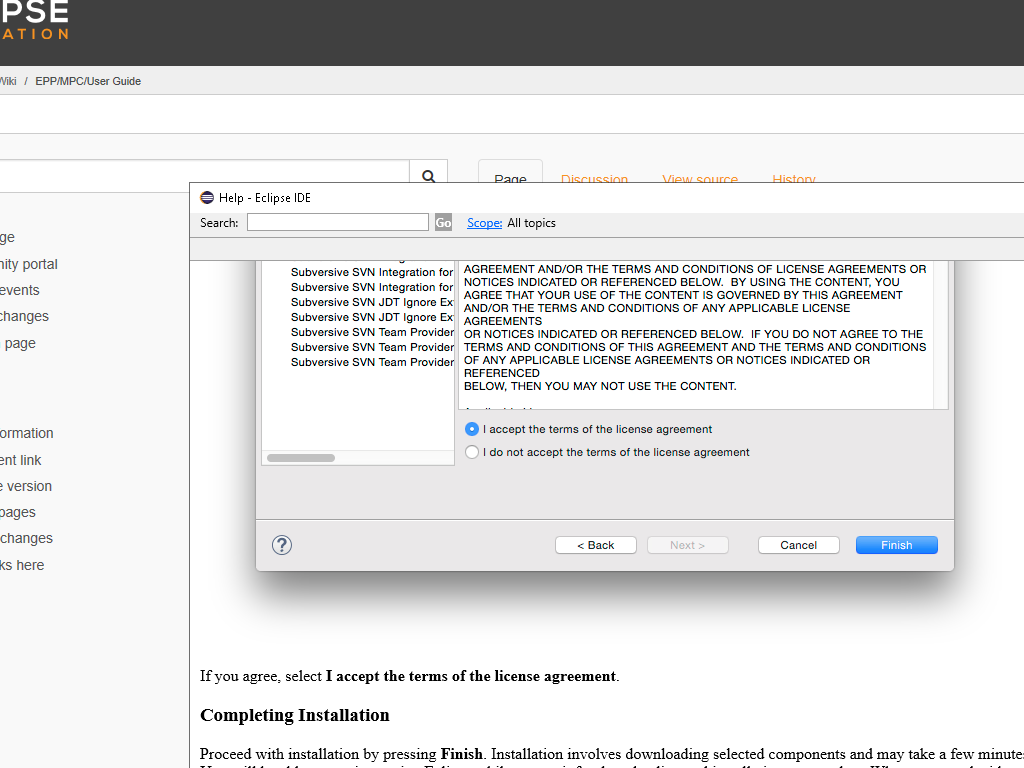 PSE
ATION
Wiki / EPP/MPC/User Guide
Page Discussion View source History
Help - Eclipse IDE
Search: Go Scope: All topics
ge
nity portal
events
changes
page
ormation
ent link
e version
pages
changes
ks here
Subversive SVN Integration for
Subversive SVN Integration for
Subversive SVN JDT Ignore Ex
Subversive SVN JDT Ignore Ex
Subversive SVN Team Provider
Subversive SVN Team Provider
Subversive SVN Team Provider
AGREEMENT AND/OR THE TERMS AND CONDITIONS OF LICENSE AGREEMENTS OR
NOTICES INDICATED OR REFERENCED BELOW. BY USING THE CONTENT, YOU
AGREE THAT YOUR USE OF THE CONTENT IS GOVERNED BY THIS AGREEMENT
AND/OR THE TERMS AND CONDITIONS OF ANY APPLICABLE LICENSE
AGREEMENTS
OR NOTICES INDICATED OR REFERENCED BELOW. IF YOU DO NOT AGREE TO THE
TERMS AND CONDITIONS OF THIS AGREEMENT AND THE TERMS AND CONDITIONS
OF ANY APPLICABLE LICENSE AGREEMENTS OR NOTICES INDICATED OR
REFERENCED
BELOW, THEN YOU MAY NOT USE THE CONTENT.
I accept the terms of the license agreement
I do not accept the terms of the license agreement
? < Back Next > Cancel Finish
If you agree, select I accept the terms of the license agreement.
Completing Installation
Proceed with installation by pressing Finish. Installation involves downloading selected components and may take a few minute